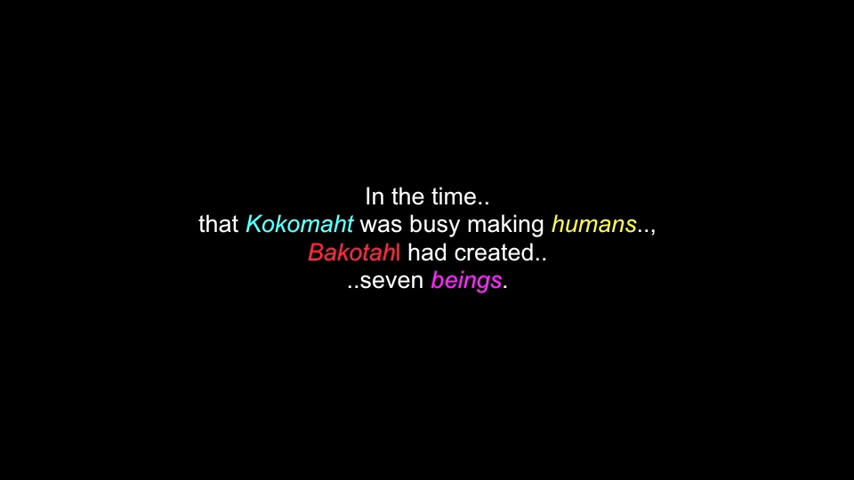 In the time..
that Kokomaht was busy making humans..,
Bakotahl had created..
..seven beings.